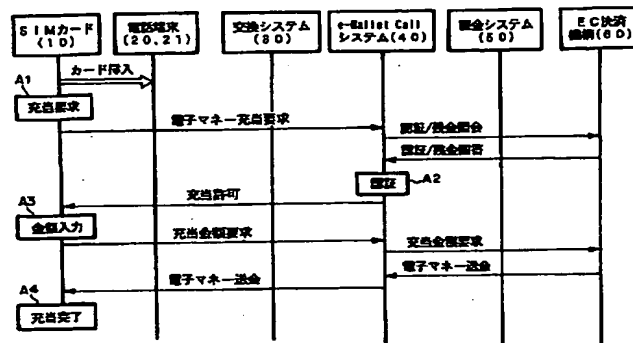 SIMカード
(10)
電話端末
(20,21)
交換システム
(30)
e-Wallet Call
システム(40)
課金システム
(50)
EC決済
機構(60)
カード挿入
A1
充当要求
電子マネー充当要求
認証/残金照会
認証/残金回答
認証
A2
充当許可
A3
金額入力
充当金額要求
充当金額要求
電子マネー送金
電子マネー送金
A4
充当完了